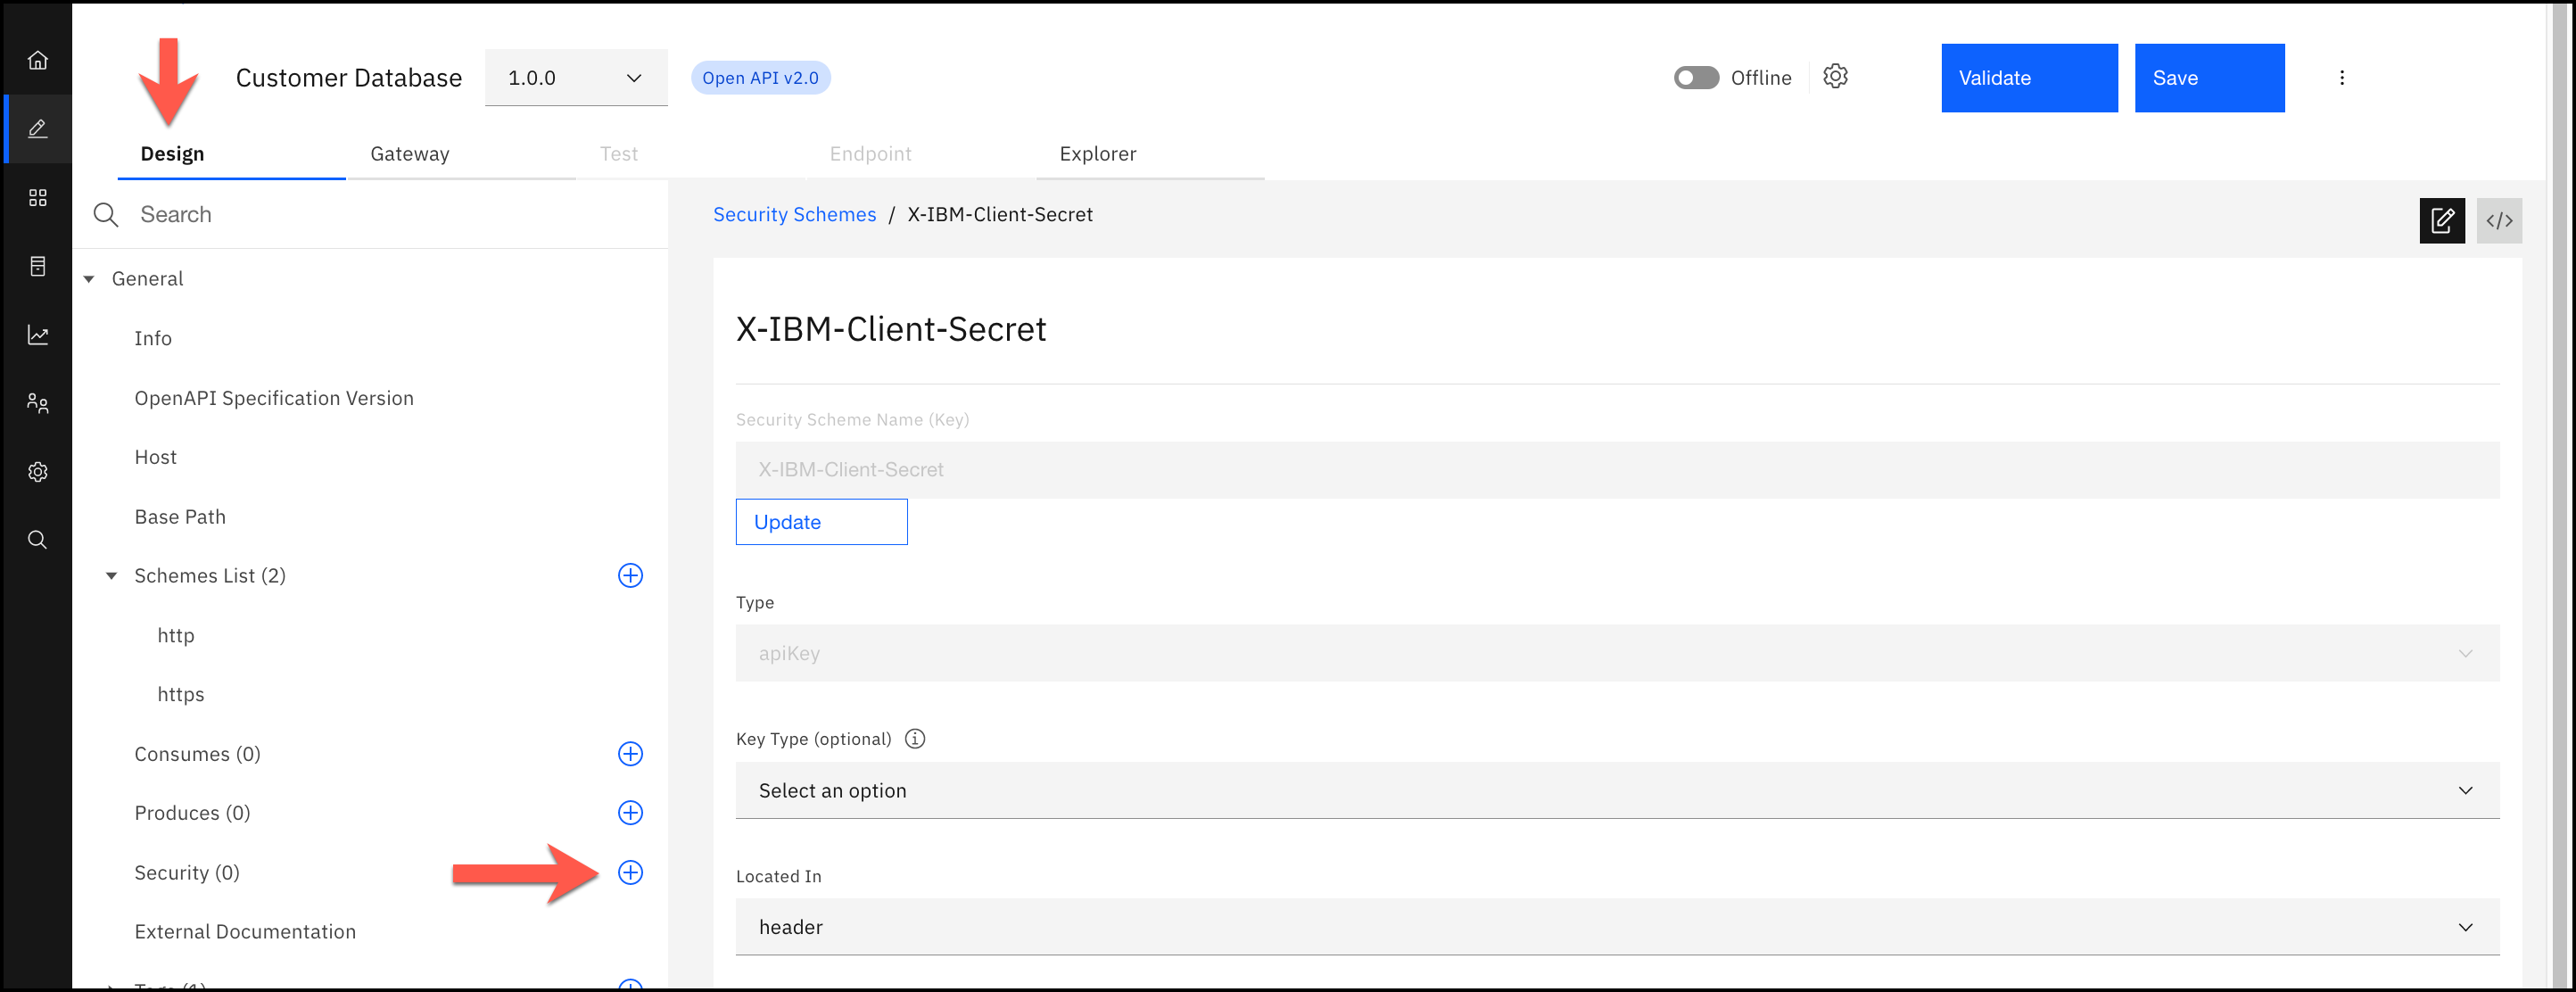 Customer Database
1.0.0
Open API v2.0
Offline
Validate
Save
Design
Gateway
Test
Endpoint
Explorer
Search
General
Info
OpenAPI Specification Version
Host
Base Path
Schemes List (2)
http
https
Consumes (0)
Produces (0)
Security (0)
External Documentation
Tags (1)
Security Schemes / X-IBM-Client-Secret
</>
X-IBM-Client-Secret
Security Scheme Name (Key)
X-IBM-Client-Secret
Update
Type
apiKey
Key Type (optional)
Select an option
Located In
header